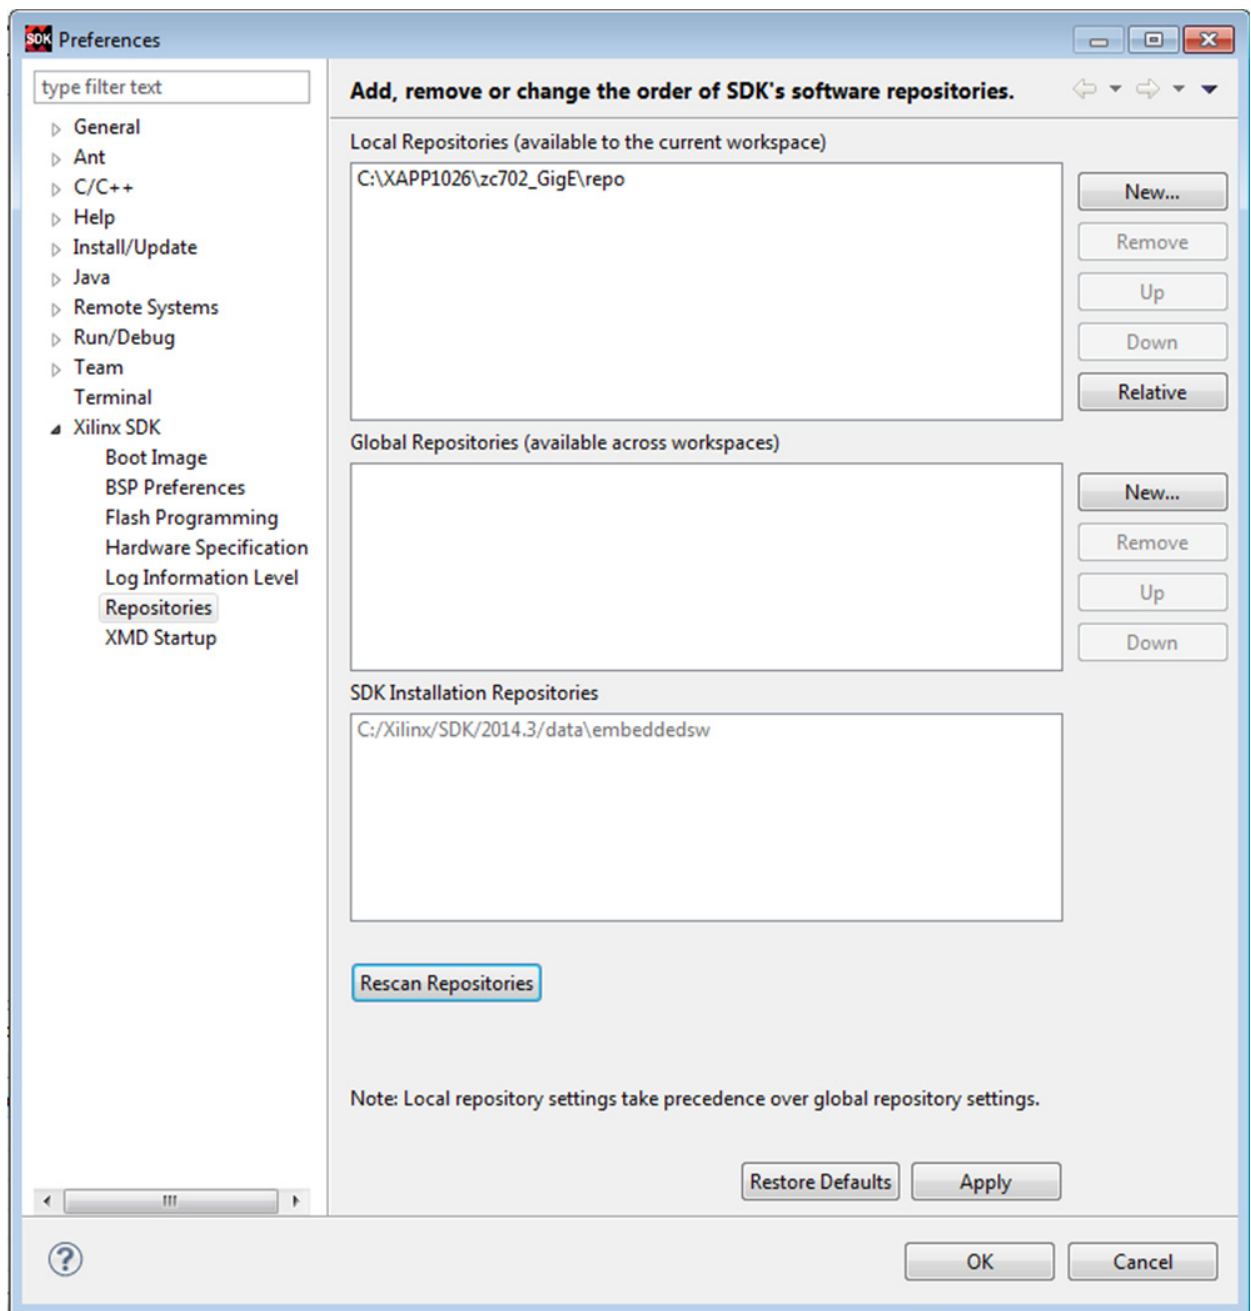 SDK Preferences
type filter text
General
Ant
C/C++
Help
Install/Update
Java
Remote Systems
Run/Debug
Team
Terminal
Xilinx SDK
Boot Image
BSP Preferences
Flash Programming
Hardware Specification
Log Information Level
Repositories
XMD Startup
Add, remove or change the order of SDK's software repositories.
Local Repositories (available to the current workspace)
C:\XAPP1026\zc702_GigE\repo
New...
Remove
Up
Down
Relative
Global Repositories (available across workspaces)
New...
Remove
Up
Down
SDK Installation Repositories
C:/Xilinx/SDK/2014.3/data\embeddedsw
Rescan Repositories
Note: Local repository settings take precedence over global repository settings.
Restore Defaults
Apply
?
OK
Cancel